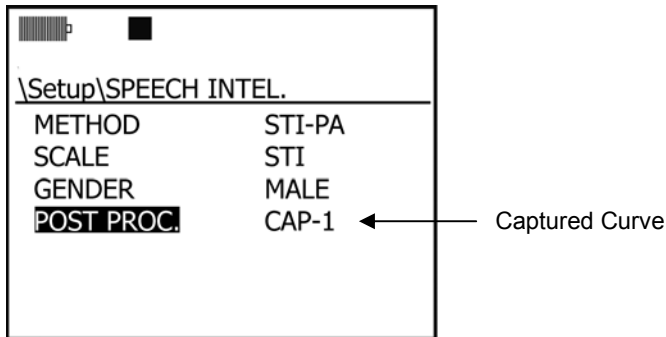 \Setup\SPEECH INTEL.
METHOD STI-PA
SCALE STI
GENDER MALE
POST PROC. CAP-1 Captured Curve